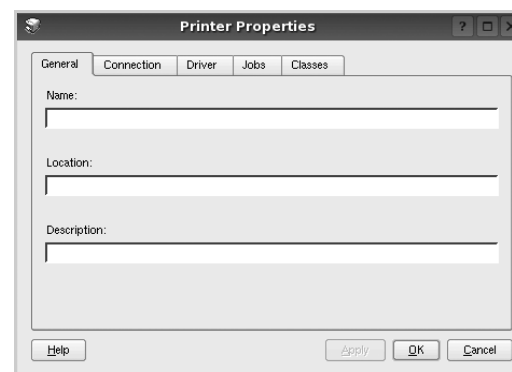 Printer Properties
General Connection Driver Jobs Classes
Name:
Location:
Description:
Help Apply OK Cancel